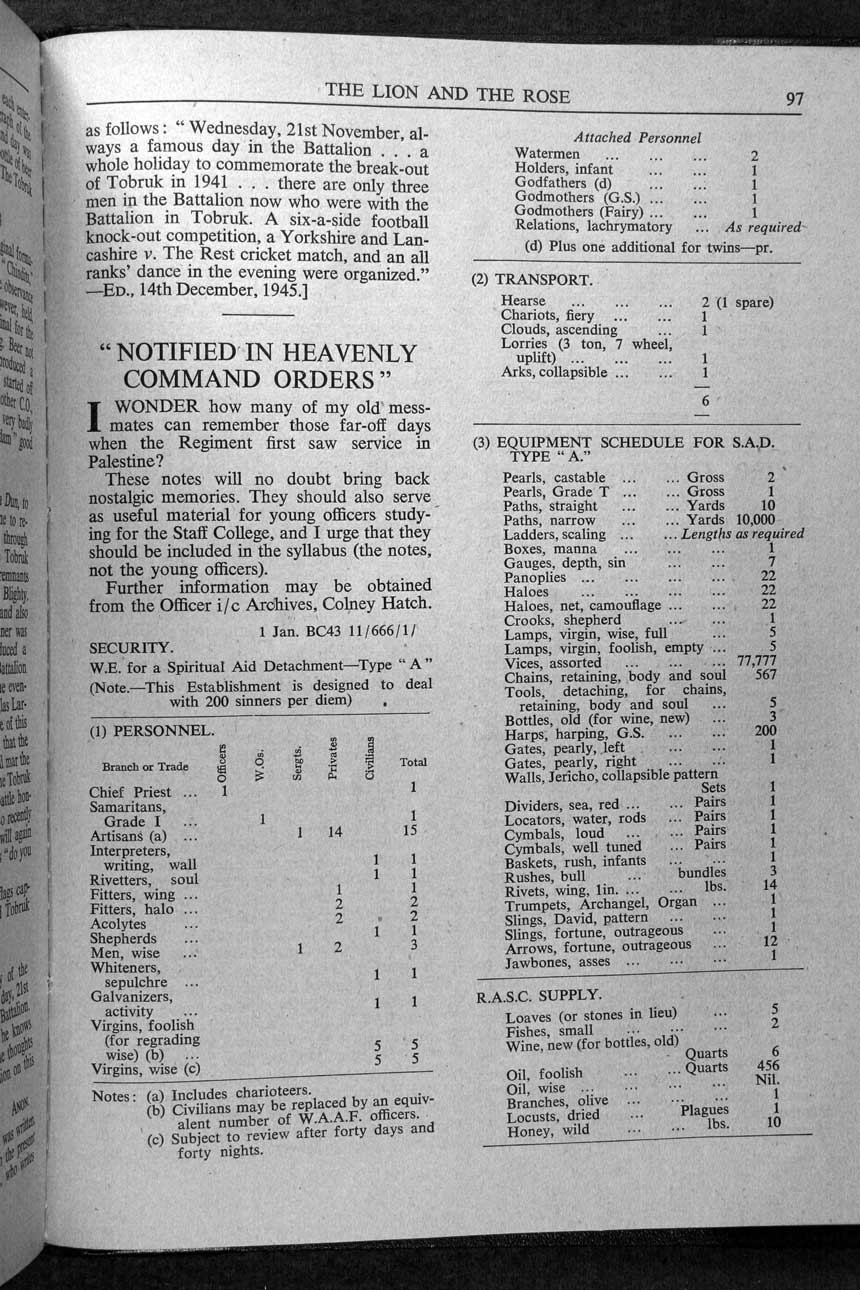 THE LION AND THE ROSE 97
as follows: " Wednesday, 21st November, al-
ways a famous day in the Battalion . . . a
whole holiday to commemorate the break-out
of Tobruk in 1941 . . . there are only three
men in the Battalion now who were with the
Battalion in Tobruk. A six-a-side football
knock-out competition, a Yorkshire and Lan-
cashire v. The Rest cricket match, and an all
ranks' dance in the evening were organized."
—ED., 14th December, 1945.]
" NOTIFIED IN HEAVENLY
COMMAND ORDERS "
I WONDER how many of my old mess-
mates can remember those far-off days
when the Regiment first saw service in
Palestine?
These notes will no doubt bring back
nostalgic memories. They should also serve
as useful material for young officers study-
ing for the Staff College, and I urge that they
should be included in the syllabus (the notes,
not the young officers).
Further information may be obtained
from the Officer i/c Archives, Colney Hatch.
1 Jan. BC43 11/666/1/
SECURITY.
W.E. for a Spiritual Aid Detachment—Type " A "
(Note.—This Establishment is designed to deal
with 200 sinners per diem)
(1) PERSONNEL.
Branch or Trade Officers W.Os. Sergts. Privates Civilians Total
Chief Priest ... 1 1
Samaritans,
Grade I ... 1 1
Artisans (a) ... 1 14 15
Interpreters,
writing, wall 1 1
Rivetters, soul 1 1
Fitters, wing ... 1 1
Fitters, halo ... 2 2
Acolytes ... 2 2
Shepherds ... 1 1
Men, wise ... 1 2 3
Whiteners,
sepulchre ... 1 1
Galvanizers,
activity ... 1 1
Virgins, foolish
(for regrading
wise) (b) ... 5 5
Virgins, wise (c) 5 5
Notes: (a) Includes charioteers.
(b) Civilians may be replaced by an equiv-
alent number of W.A.A.F. officers.
(c) Subject to review after forty days and
forty nights.
Attached Personnel
Watermen ... ... ... 2
Holders, infant ... ... 1
Godfathers (d) ... ... 1
Godmothers (G.S.) ... ... 1
Godmothers (Fairy) ... ... 1
Relations, lachrymatory ... As required
(d) Plus one additional for twins—pr.
(2) TRANSPORT.
Hearse ... ... ... 2 (1 spare)
Chariots, fiery ... ... 1
Clouds, ascending ... 1
Lorries (3 ton, 7 wheel,
uplift) ... ... ... 1
Arks, collapsible ... ... 1
6
(3) EQUIPMENT SCHEDULE FOR S.A.D.
TYPE " A."
Pearls, castable ... ... Gross 2
Pearls, Grade T ... ... Gross 1
Paths, straight ... ... Yards 10
Paths, narrow ... ... Yards 10,000
Ladders, scaling ... ... Lengths as required
Boxes, manna ... ... ... 1
Gauges, depth, sin ... ... 7
Panoplies ... ... ... ... 22
Haloes ... ... ... ... 22
Haloes, net, camouflage ... ... 22
Crooks, shepherd ... ... 1
Lamps, virgin, wise, full ... 5
Lamps, virgin, foolish, empty ... 5
Vices, assorted ... ... ... 77,777
Chains, retaining, body and soul 567
Tools, detaching, for chains,
retaining, body and soul ... 5
Bottles, old (for wine, new) ... 3
Harps, harping, G.S. ... ... 200
Gates, pearly, left ... ... 1
Gates, pearly, right ... ... 1
Walls, Jericho, collapsible pattern
Sets 1
Dividers, sea, red ... ... Pairs 1
Locators, water, rods ... Pairs 1
Cymbals, loud ... ... Pairs 1
Cymbals, well tuned ... Pairs 1
Baskets, rush, infants ... ... 1
Rushes, bull ... bundles 3
Rivets, wing, 1in. ... ... lbs. 14
Trumpets, Archangel, Organ ... 1
Slings, David, pattern ... ... 1
Slings, fortune, outrageous ... 1
Arrows, fortune, outrageous ... 12
Jawbones, asses ... ... ... 1
R.A.S.C. SUPPLY.
Loaves (or stones in lieu) ... 5
Fishes, small ... ... ... 2
Wine, new (for bottles, old)
Quarts 6
Oil, foolish ... ... Quarts 456
Oil, wise ... ... ... ... Nil.
Branches, olive ... ... ... 1
Locusts, dried ... Plagues 1
Honey, wild ... ... lbs. 10